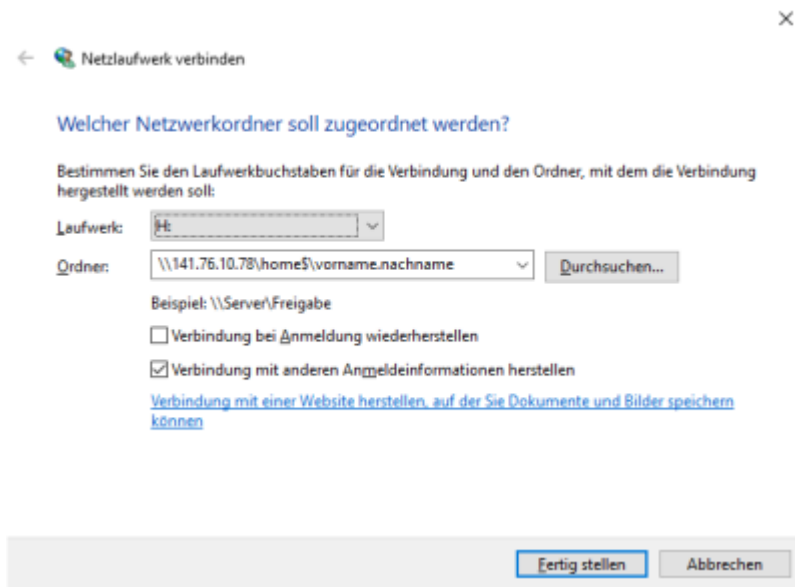 Netzlaufwerk verbinden
Welcher Netzwerkordner soll zugeordnet werden?
Bestimmen Sie den Laufwerkbuchstaben für die Verbindung und den Ordner, mit dem die Verbindung
hergestellt werden soll:
Laufwerk: H:
Ordner: \\141.76.10.78\home$\vorname.nachname Durchsuchen...
Beispiel: \\Server\Freigabe
Verbindung bei Anmeldung wiederherstellen
Verbindung mit anderen Anmeldeinformationen herstellen
Verbindung mit einer Website herstellen, auf der Sie Dokumente und Bilder speichern
können
Fertig stellen Abbrechen